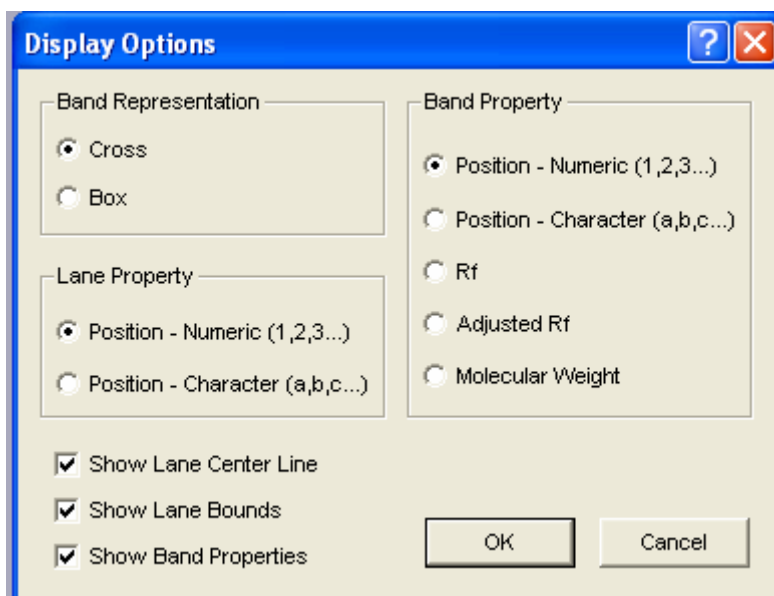 Display Options
?
Band Representation
Cross
Box
Lane Property
Position - Numeric (1,2,3...)
Position - Character (a,b,c...)
Band Property
Position - Numeric (1,2,3...)
Position - Character (a,b,c...)
Rf
Adjusted Rf
Molecular Weight
Show Lane Center Line
Show Lane Bounds
Show Band Properties
OK
Cancel